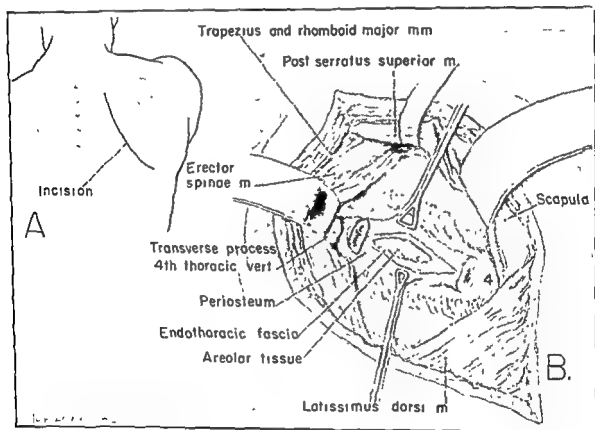 Trapezius and rhomboid major mm
Post serratus superior m.
Incision
A
Erector
spinae m
Scapula
Transverse process
4th thoracic vert
4
Periosteum
Endothoracic fascia
Areolar tissue
B.
Latissimus dorsi m